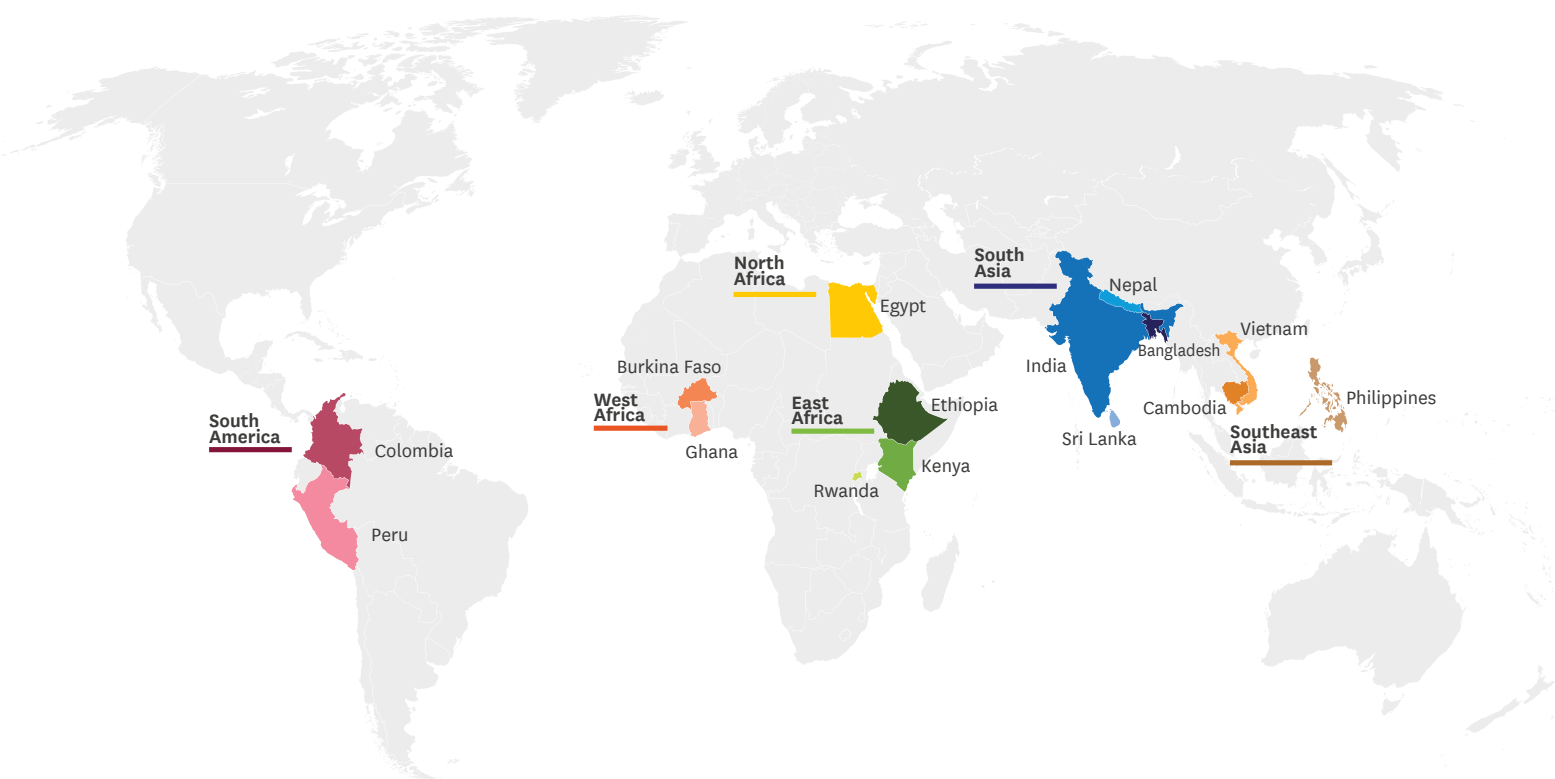 North
Africa
Egypt
South
Asia
Nepal
India
Bangladesh
Sri Lanka
Vietnam
Cambodia
Philippines
Southeast
Asia
Burkina Faso
West
Africa
Ghana
East
Africa
Ethiopia
Kenya
Rwanda
South
America
Colombia
Peru